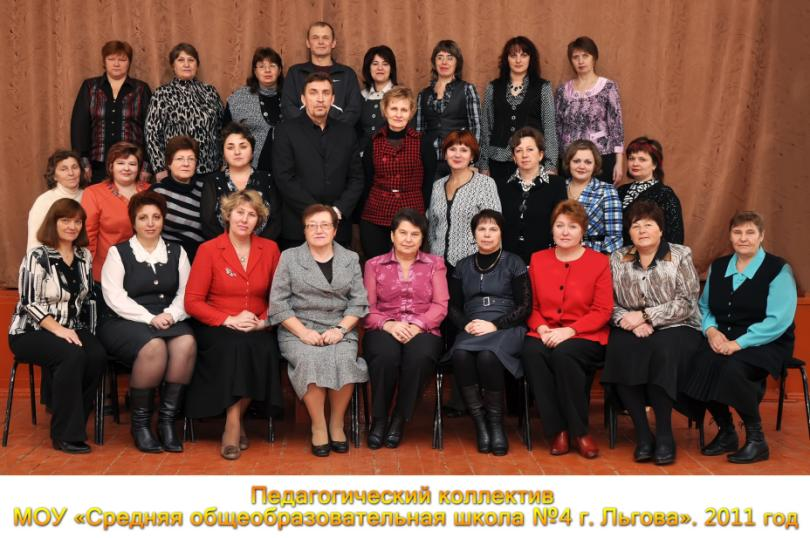 Педагогический коллектив
МОУ «Средняя общеобразовательная школа №4 г. Льгова». 2011 год